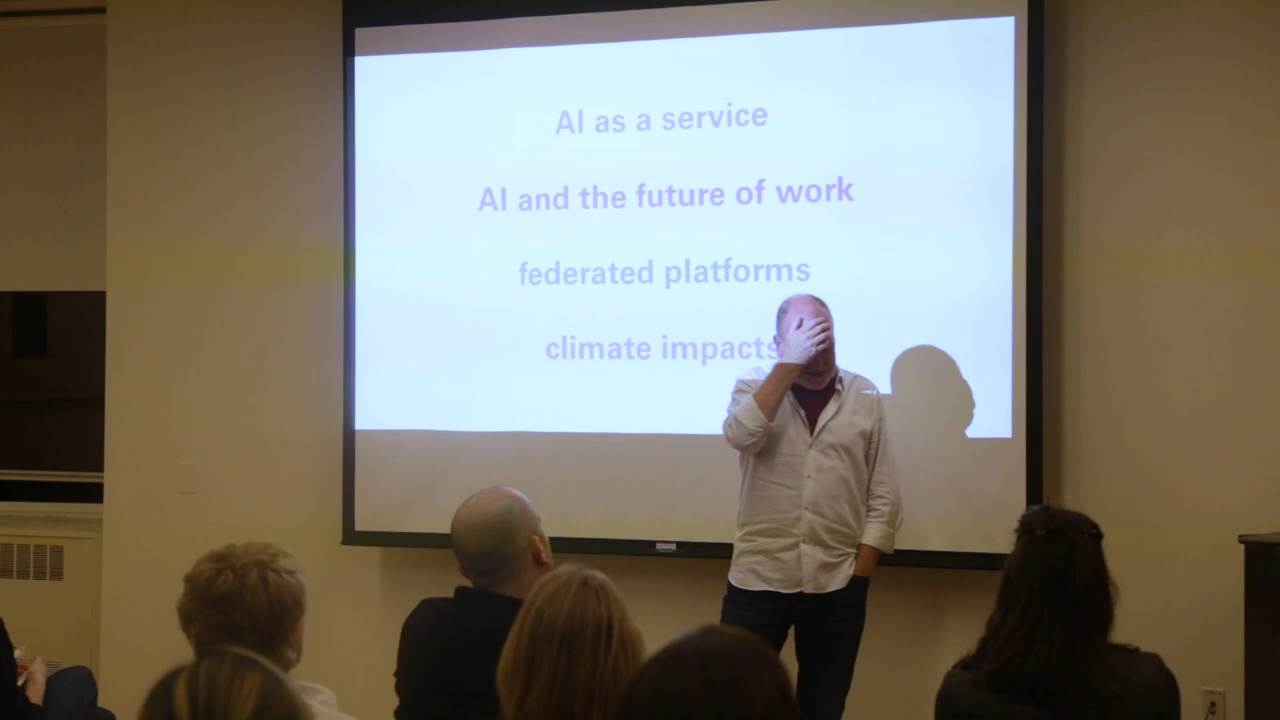 AI as a service
AI and the future of work
federated platforms
climate impacts